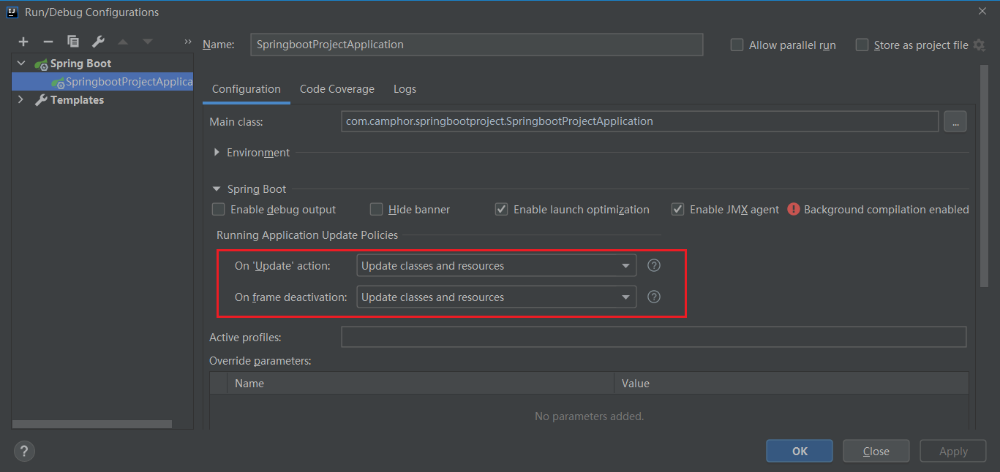 IJ
Run/Debug Configurations
Name:
SpringbootProjectApplication
Allow parallel run
Store as project file
Spring Boot
SpringbootProjectApplica
Templates
Configuration
Code Coverage
Logs
Main class:
com.camphor.springbootproject.SpringbootProjectApplication
...
Environment
Spring Boot
Enable debug output
Hide banner
Enable launch optimization
Enable JMX agent
Background compilation enabled
Running Application Update Policies
On 'Update' action:
Update classes and resources
?
On frame deactivation:
Update classes and resources
?
Active profiles:
Override parameters:
Name
Value
No parameters added.
?
OK
Close
Apply